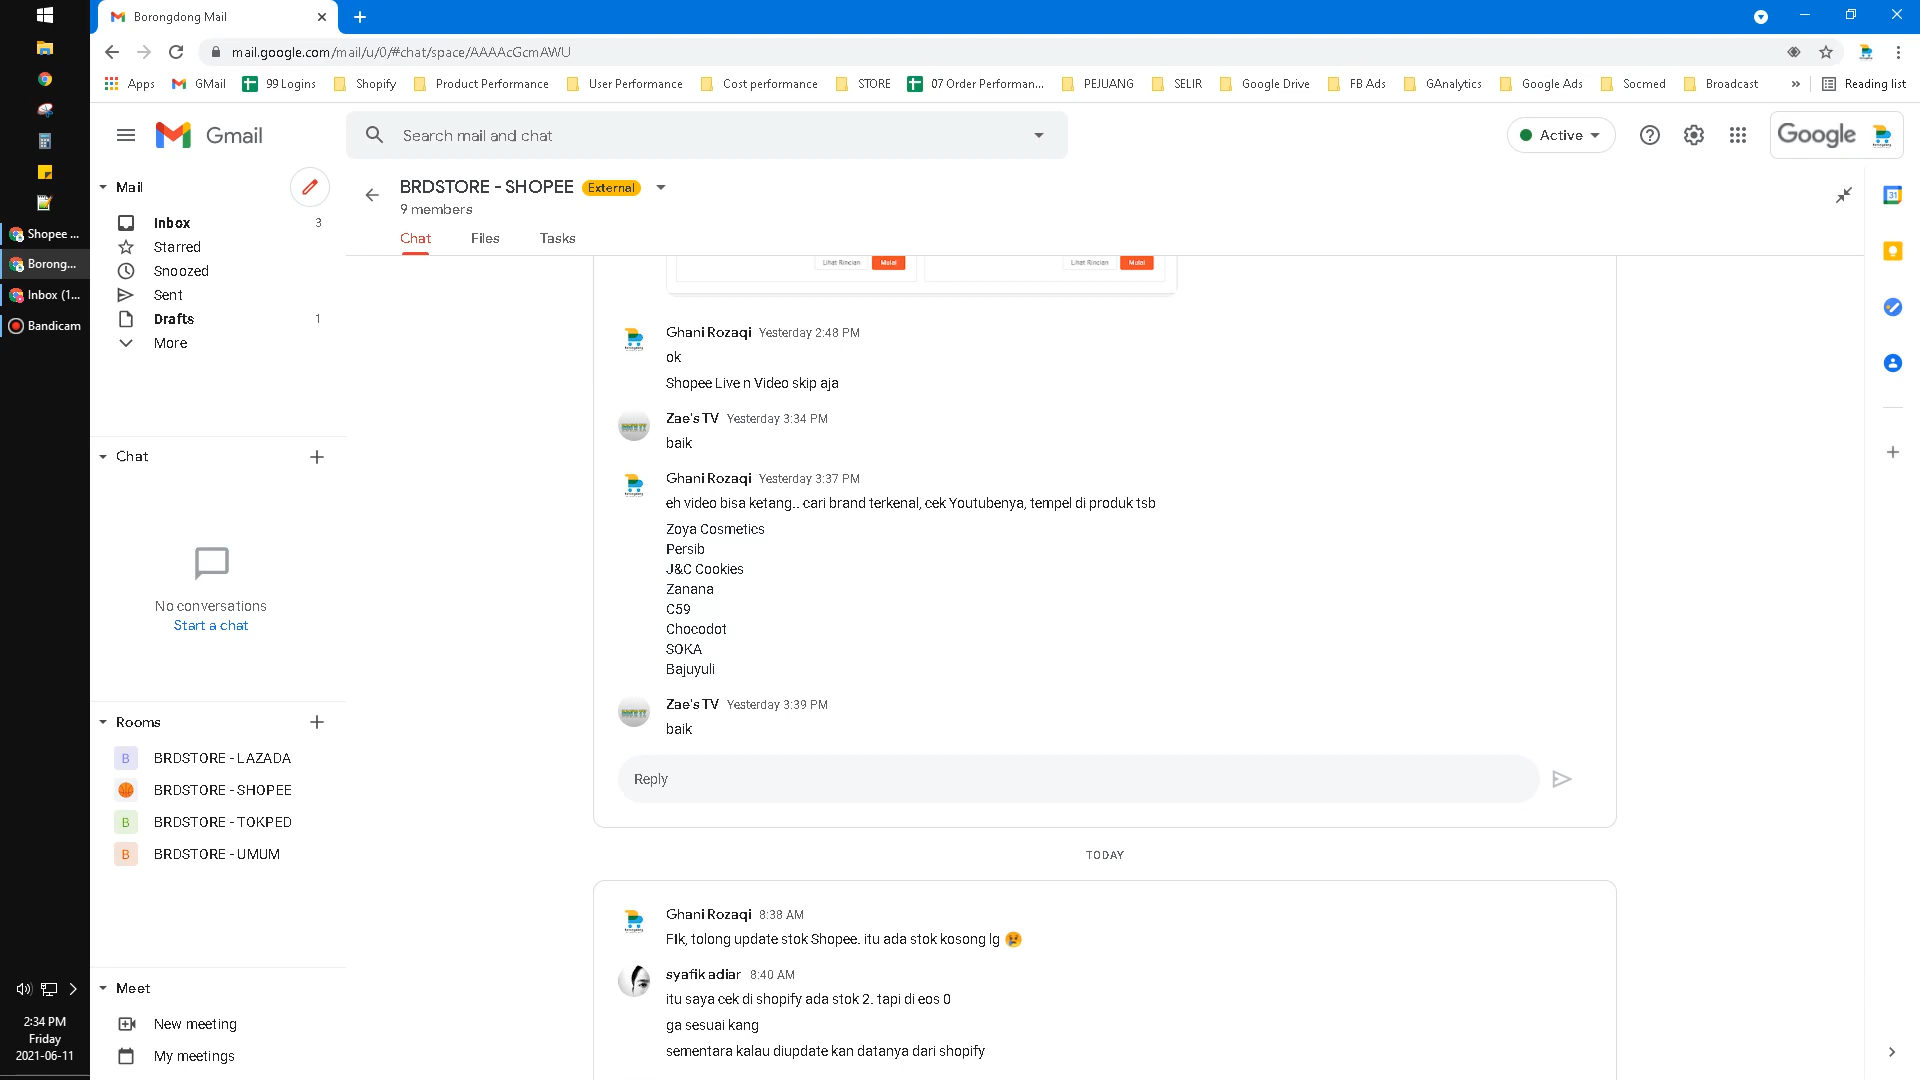 Borongdong Mail
mail.google.com/mail/u/0/#chat/space/AAAAcGcmAWU
Apps
GMail
99 Logins
Shopify
Product Performance
User Performance
Cost performance
STORE
07 Order Performan...
PEJUANG
SELIR
Google Drive
FB Ads
GAnalytics
Google Ads
Socmed
Broadcast
»
Reading list
Gmail
Search mail and chat
Active
Google
Mail
Inbox 3
Starred
Snoozed
Sent
Drafts 1
More
Chat
No conversations
Start a chat
Rooms
B BRDSTORE - LAZADA
BRDSTORE - SHOPEE
B BRDSTORE - TOKPED
B BRDSTORE - UMUM
Meet
New meeting
My meetings
Shopee ...
Borong...
Inbox (1...
Bandicam
2:34 PM
Friday
2021-06-11
BRDSTORE - SHOPEE External
9 members
Chat Files Tasks
Lihat Rincian Mulai Lihat Rincian Mulai
Ghani Rozaqi Yesterday 2:48 PM
ok
Shopee Live n Video skip aja
Zae's TV Yesterday 3:34 PM
baik
Ghani Rozaqi Yesterday 3:37 PM
eh video bisa ketang.. cari brand terkenal, cek Youtubenya, tempel di produk tsb
Zoya Cosmetics
Persib
J&C Cookies
Zanana
C59
Chocodot
SOKA
Bajuyuli
Zae's TV Yesterday 3:39 PM
baik
Reply
TODAY
Ghani Rozaqi 8:38 AM
FIk, tolong update stok Shopee. itu ada stok kosong lg 😢
syafik adiar 8:40 AM
itu saya cek di shopify ada stok 2. tapi di eos 0
ga sesuai kang
sementara kalau diupdate kan datanya dari shopify
31